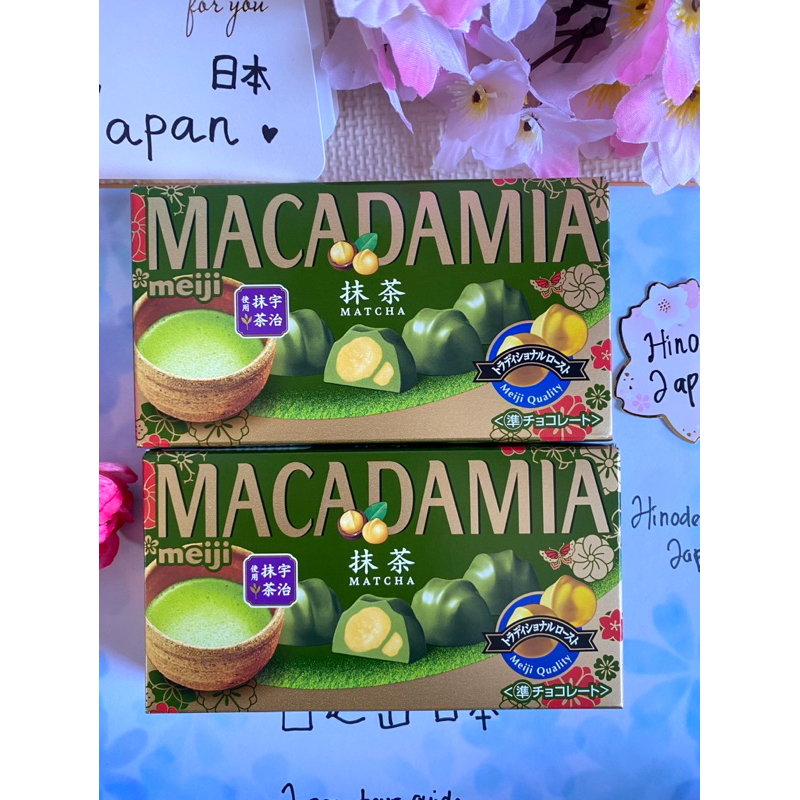 for you
日本
apan
MACADAMIA
meiji
使用
宇治
抹茶
抹茶
MATCHA
トラディショナルロースト
Meiji Quality
<準チョコレート>
Hino
Jap
MACADAMIA
meiji
使用
宇治
抹茶
抹茶
MATCHA
トラディショナルロースト
Meiji Quality
<準チョコレート>
Hinode
Jap
日本